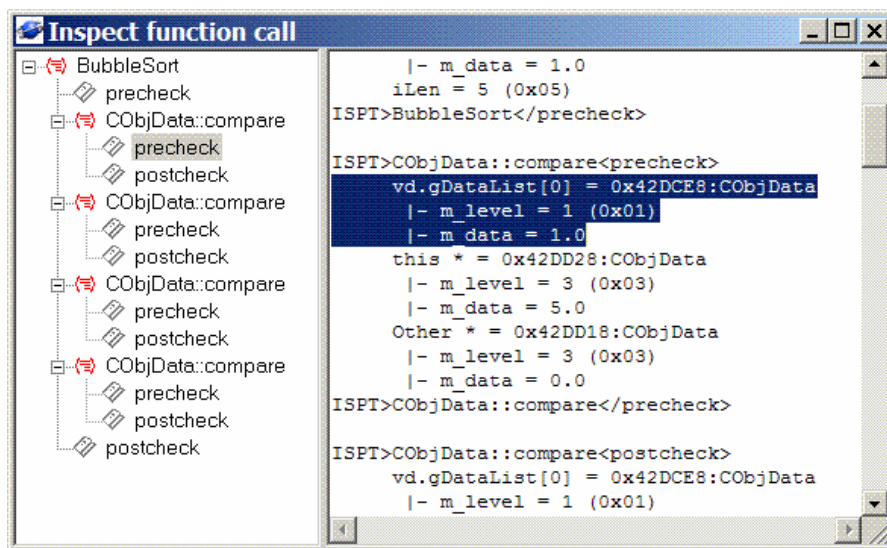 Inspect function call
BubbleSort
precheck
CObjData::compare
precheck
postcheck
CObjData::compare
precheck
postcheck
CObjData::compare
precheck
postcheck
CObjData::compare
precheck
postcheck
postcheck
|- m_data = 1.0
iLen = 5 (0x05)
ISPT>BubbleSort</precheck>
ISPT>CObjData::compare<precheck>
vd.gDataList[0] = 0x42DCE8:CObjData
|- m_level = 1 (0x01)
|- m_data = 1.0
this * = 0x42DD28:CObjData
|- m_level = 3 (0x03)
|- m_data = 5.0
Other * = 0x42DD18:CObjData
|- m_level = 3 (0x03)
|- m_data = 0.0
ISPT>CObjData::compare</precheck>
ISPT>CObjData::compare<postcheck>
vd.gDataList[0] = 0x42DCE8:CObjData
|- m_level = 1 (0x01)